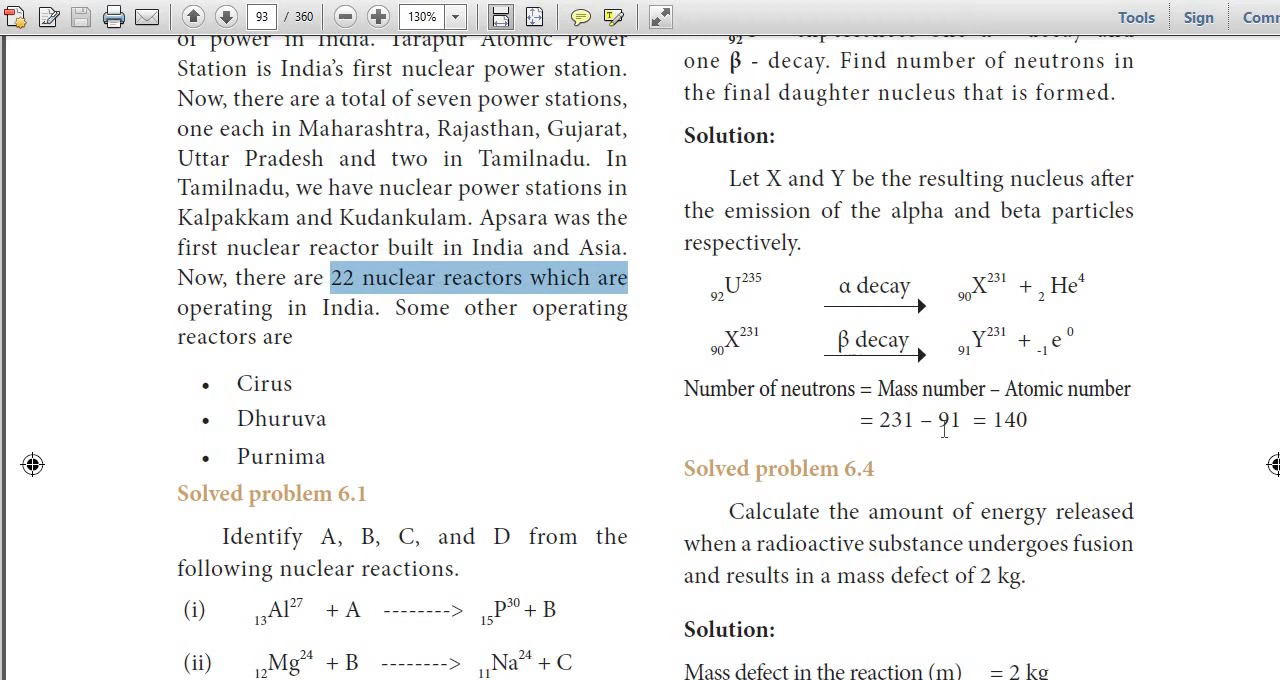 93 / 360
130%
Tools
Sign
Comm
of power in India. Tarapur Atomic Power
Station is India's first nuclear power station.
Now, there are a total of seven power stations,
one each in Maharashtra, Rajasthan, Gujarat,
Uttar Pradesh and two in Tamilnadu. In
Tamilnadu, we have nuclear power stations in
Kalpakkam and Kudankulam. Apsara was the
first nuclear reactor built in India and Asia.
Now, there are 22 nuclear reactors which are
operating in India. Some other operating
reactors are
• Cirus
• Dhuruva
• Purnima
Solved problem 6.1
Identify A, B, C, and D from the
following nuclear reactions.
(i) ₁₃Al²⁷ + A --------> ₁₅P³⁰ + B
(ii) ₁₂Mg²⁴ + B --------> ₁₁Na²⁴ + C
one β - decay. Find number of neutrons in
the final daughter nucleus that is formed.
Solution:
Let X and Y be the resulting nucleus after
the emission of the alpha and beta particles
respectively.
₉₂U²³⁵ α decay ₉₀X²³¹ + ₂He⁴
₉₀X²³¹ β decay ₉₁Y²³¹ + ₋₁e⁰
Number of neutrons = Mass number – Atomic number
= 231 – 91 = 140
Solved problem 6.4
Calculate the amount of energy released
when a radioactive substance undergoes fusion
and results in a mass defect of 2 kg.
Solution:
Mass defect in the reaction (m) = 2 kg